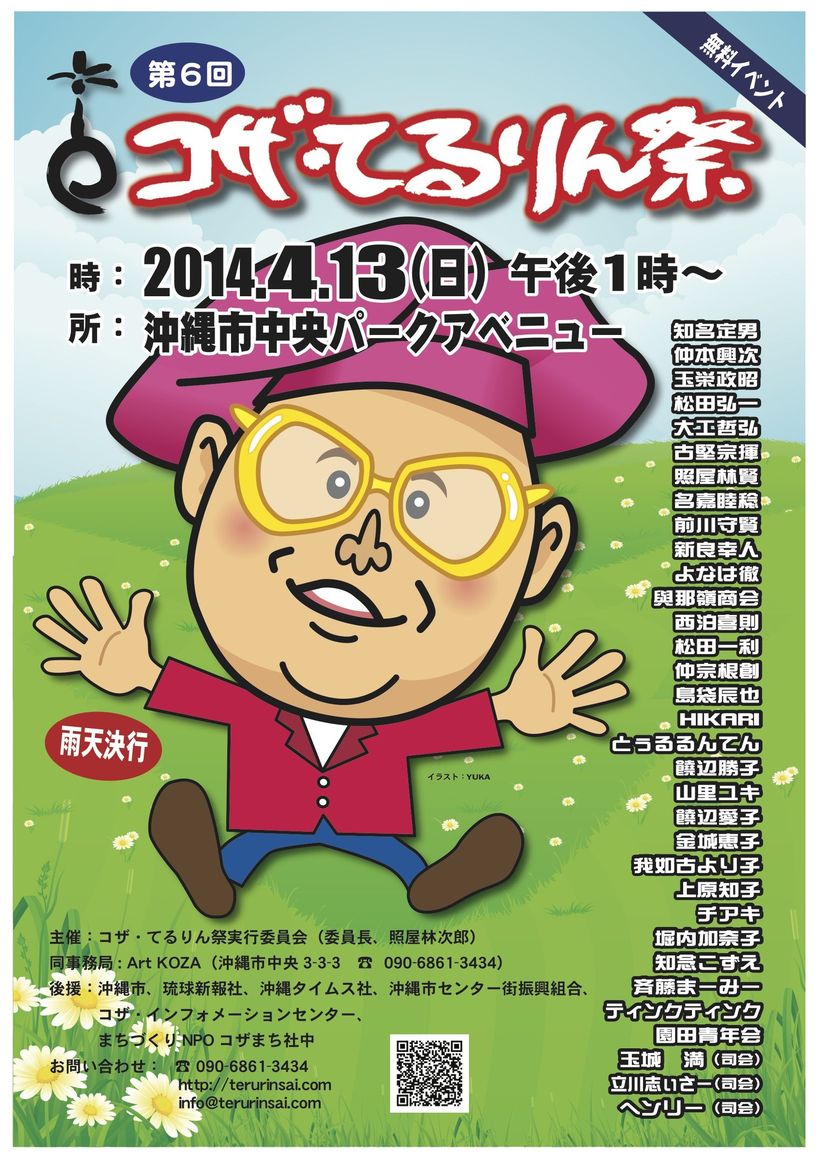 第6回
無料イベント
コザ・てるりん祭
時：2014.4.13(日) 午後1時～
所：沖縄市中央パークアベニュー
知名定男
仲本興次
玉栄政昭
松田弘一
大工哲弘
古堅宗揮
照屋林賢
名嘉睦稔
前川守賢
新良幸人
よなは徹
與那嶺商会
西泊喜則
松田一利
仲宗根創
島袋辰也
HIKARI
とぅるるんてん
饒辺勝子
山里ユキ
饒辺愛子
金城恵子
我如古より子
上原知子
チアキ
堀内加奈子
知念こずえ
斉藤まーみー
ティンクティンク
園田青年会
玉城　満（司会）
立川志ぃさー（司会）
ヘンリー（司会）
雨天決行
イラスト：YUKA
主催：コザ・てるりん祭実行委員会（委員長、照屋林次郎）
同事務局：Art KOZA（沖縄市中央 3-3-3　☎ 090-6861-3434）
後援：沖縄市、琉球新報社、沖縄タイムス社、沖縄市センター街振興組合、
コザ・インフォメーションセンター、
まちづくり NPO コザまち社中
お問い合わせ：　☎ 090-6861-3434
http://terurinsai.com
info@terurinsai.com